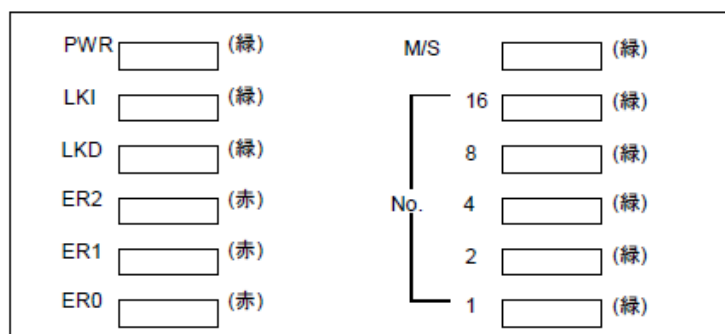 PWR (緑) M/S (緑)
LKI (緑) 16 (緑)
LKD (緑) 8 (緑)
ER2 (赤) No. 4 (緑)
ER1 (赤) 2 (緑)
ER0 (赤) 1 (緑)